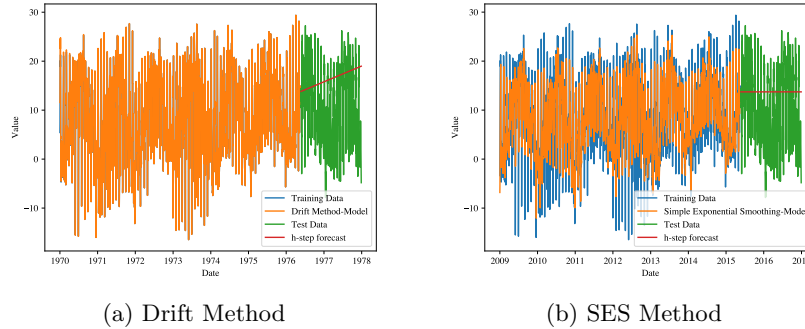 30
20
10
0
−10
Value
Training Data
Drift Method-Model
Test Data
h-step forecast
1970 1971 1972 1973 1974 1975 1976 1977 1978
Date
(a) Drift Method
30
20
10
0
−10
Value
Training Data
Simple Exponential Smoothing-Model
Test Data
h-step forecast
2009 2010 2011 2012 2013 2014 2015 2016
Date
(b) SES Method